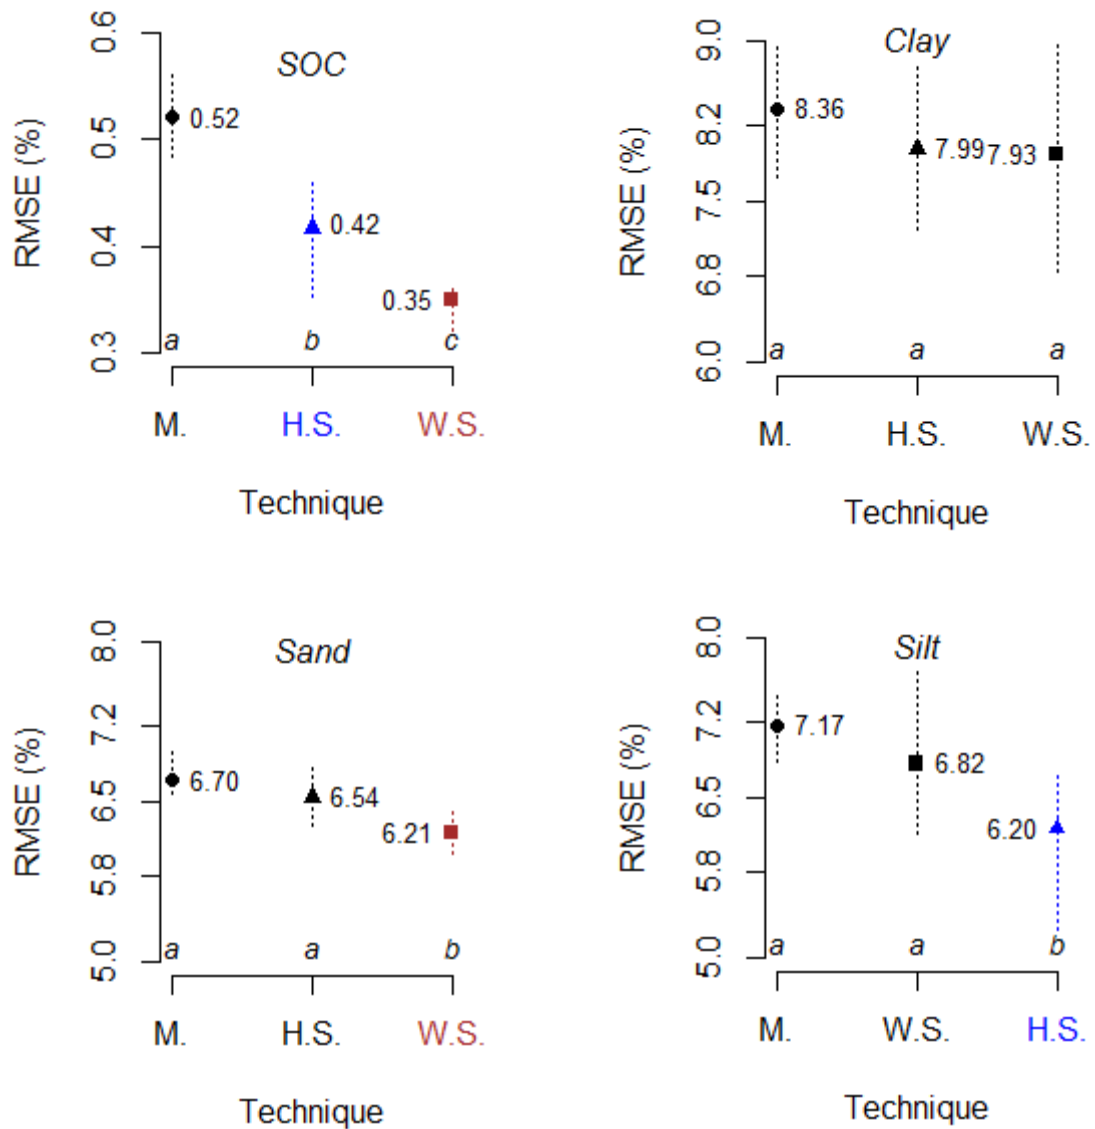 SOC
RMSE (%)
0.6
0.5
0.4
0.3
0.52
0.42
0.35
a b c
M. H.S. W.S.
Technique
Clay
RMSE (%)
9.0
8.2
7.5
6.8
6.0
8.36
7.99
7.93
a a a
M. H.S. W.S.
Technique
Sand
RMSE (%)
8.0
7.2
6.5
5.8
5.0
6.70
6.54
6.21
a a b
M. H.S. W.S.
Technique
Silt
RMSE (%)
8.0
7.2
6.5
5.8
5.0
7.17
6.82
6.20
a a b
M. W.S. H.S.
Technique